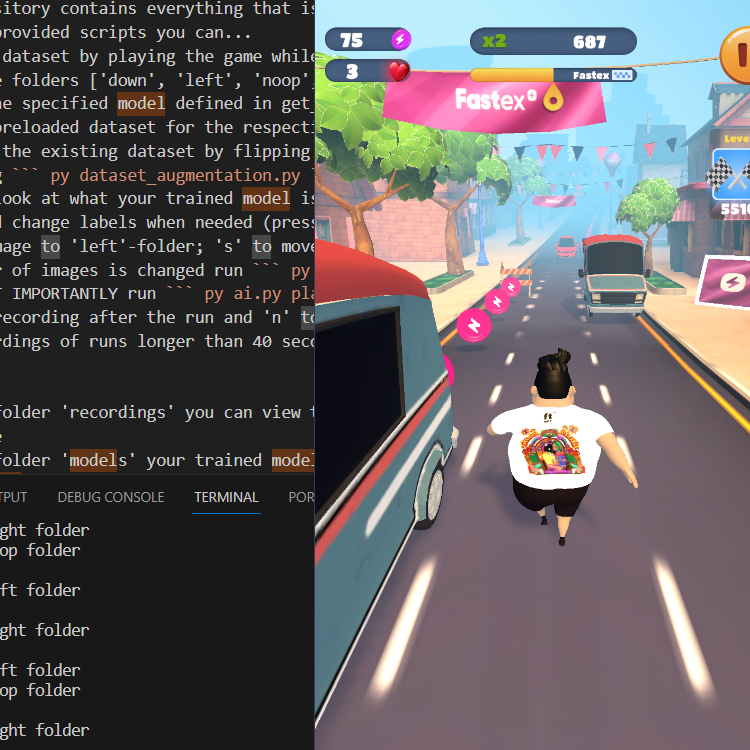 sitory contains everything that is
provided scripts you can...
dataset by playing the game while
e folders ['down', 'left', 'noop'
he specified model defined in get
preloaded dataset for the respecti
the existing dataset by flipping
g ``` py dataset_augmentation.py
look at what your trained model is
d change labels when needed (press
mage to 'left'-folder; 's' to move
r of images is changed run ``` py
T IMPORTANTLY run ``` py ai.py pla
recording after the run and 'n' to
rdings of runs longer than 40 seco
folder 'recordings' you can view t
e
folder 'models' your trained model
TPUT DEBUG CONSOLE TERMINAL POR
ght folder
op folder
ft folder
ght folder
ft folder
op folder
ght folder
75
x2 687
3
Fastex
Fastex
Leve
5510